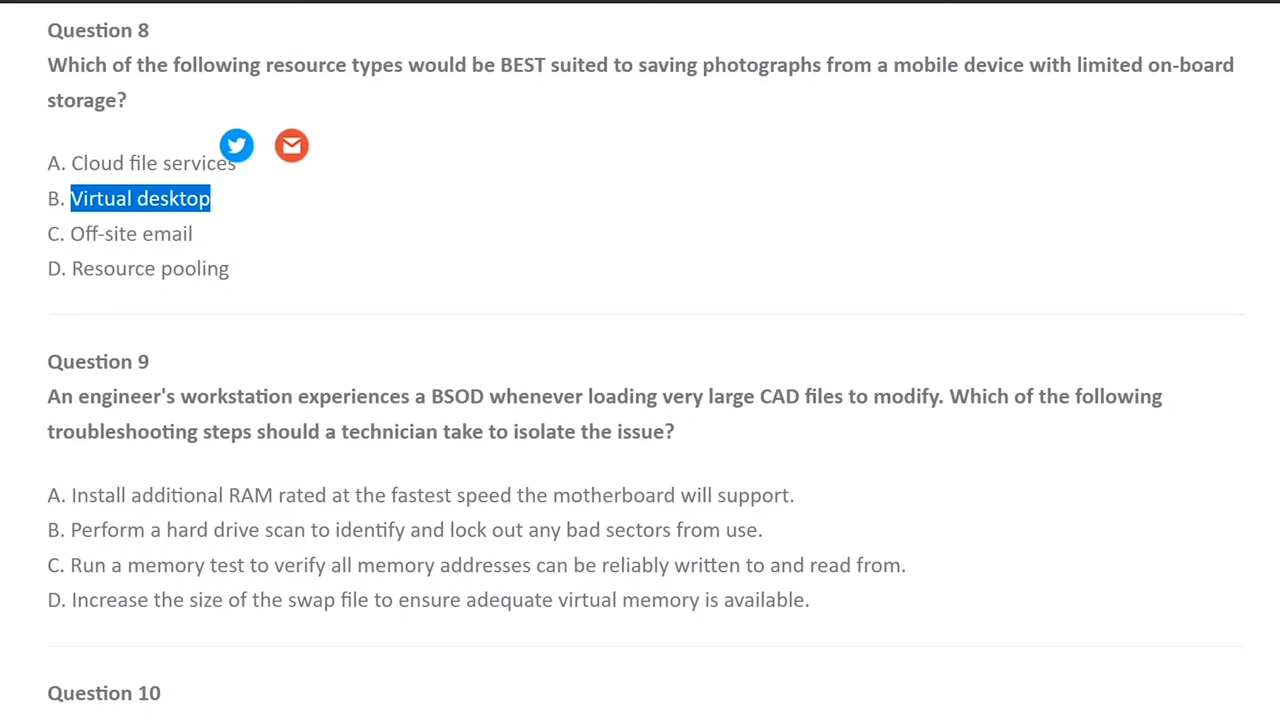 Question 8
Which of the following resource types would be BEST suited to saving photographs from a mobile device with limited on-board
storage?
A. Cloud file services
B. Virtual desktop
C. Off-site email
D. Resource pooling
Question 9
An engineer's workstation experiences a BSOD whenever loading very large CAD files to modify. Which of the following
troubleshooting steps should a technician take to isolate the issue?
A. Install additional RAM rated at the fastest speed the motherboard will support.
B. Perform a hard drive scan to identify and lock out any bad sectors from use.
C. Run a memory test to verify all memory addresses can be reliably written to and read from.
D. Increase the size of the swap file to ensure adequate virtual memory is available.
Question 10